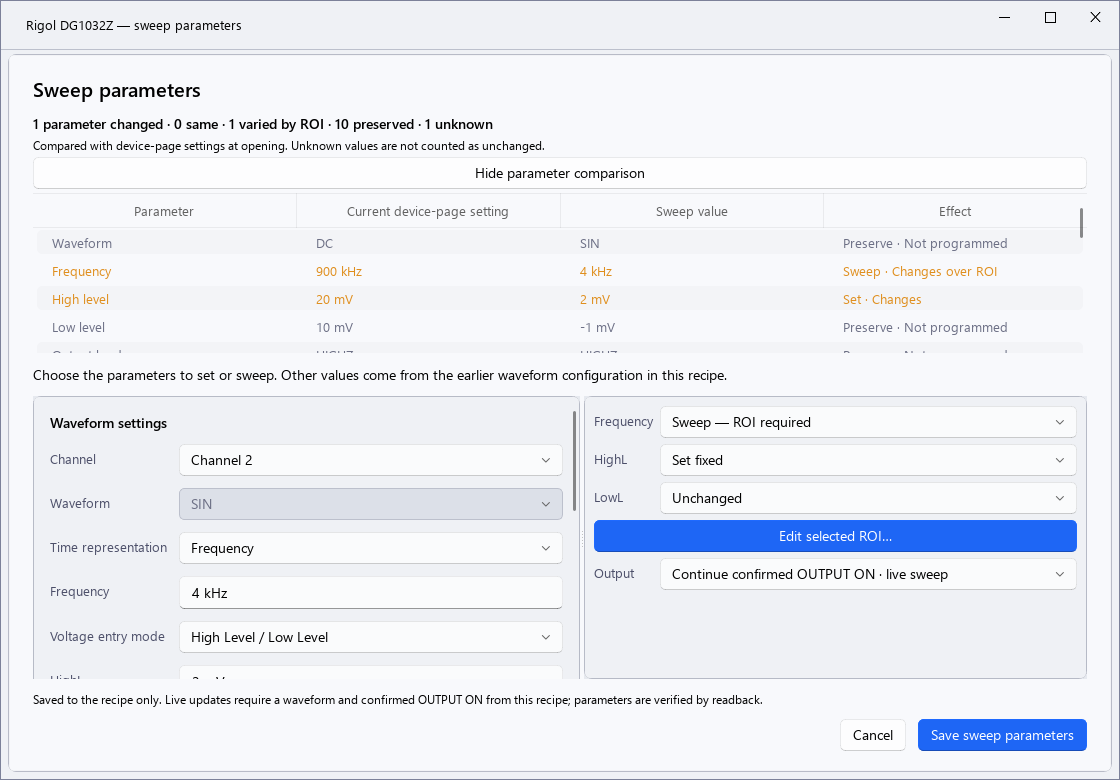 Rigol DG1032Z — sweep parameters
Sweep parameters
1 parameter changed · 0 same · 1 varied by ROI · 10 preserved · 1 unknown
Compared with device-page settings at opening. Unknown values are not counted as unchanged.
Hide parameter comparison
Parameter Current device-page setting Sweep value Effect
Waveform DC SIN Preserve · Not programmed
Frequency 900 kHz 4 kHz Sweep · Changes over ROI
High level 20 mV 2 mV Set · Changes
Low level 10 mV -1 mV Preserve · Not programmed
Choose the parameters to set or sweep. Other values come from the earlier waveform configuration in this recipe.
Waveform settings
Channel Channel 2
Waveform SIN
Time representation Frequency
Frequency 4 kHz
Voltage entry mode High Level / Low Level
Frequency Sweep — ROI required
HighL Set fixed
LowL Unchanged
Edit selected ROI...
Output Continue confirmed OUTPUT ON · live sweep
Saved to the recipe only. Live updates require a waveform and confirmed OUTPUT ON from this recipe; parameters are verified by readback.
Cancel Save sweep parameters